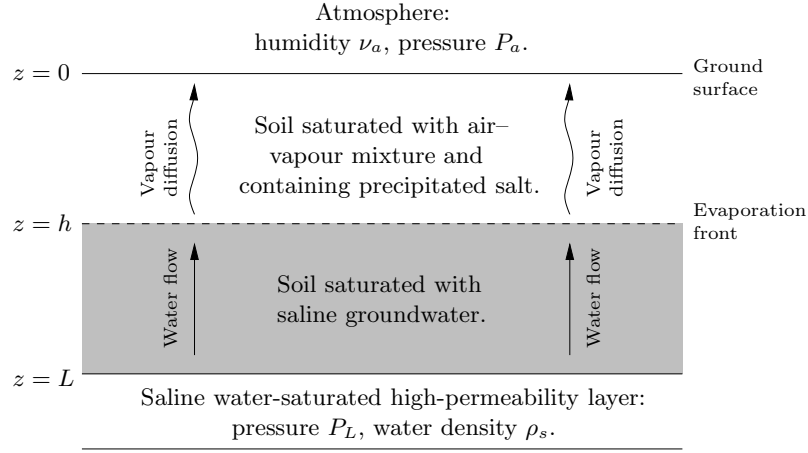 Atmosphere:
humidity νₐ, pressure Pₐ.
z = 0
Ground
surface
Vapour
diffusion
Soil saturated with air–
vapour mixture and
containing precipitated salt.
Vapour
diffusion
z = h
Evaporation
front
Water flow
Soil saturated with
saline groundwater.
Water flow
z = L
Saline water-saturated high-permeability layer:
pressure P_L, water density ρₛ.